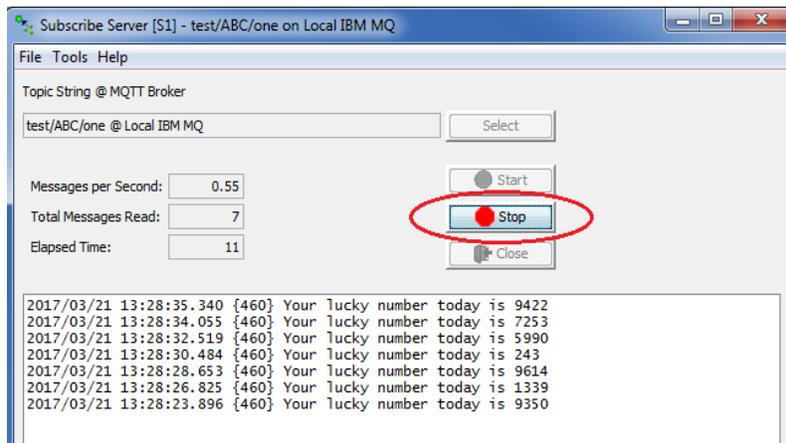 Subscribe Server [S1] - test/ABC/one on Local IBM MQ
File Tools Help
Topic String @ MQTT Broker
test/ABC/one @ Local IBM MQ
Select
Messages per Second: 0.55
Start
Total Messages Read: 7
Stop
Elapsed Time: 11
Close
2017/03/21 13:28:35.340 {460} Your lucky number today is 9422
2017/03/21 13:28:34.055 {460} Your lucky number today is 7253
2017/03/21 13:28:32.519 {460} Your lucky number today is 5990
2017/03/21 13:28:30.484 {460} Your lucky number today is 243
2017/03/21 13:28:28.653 {460} Your lucky number today is 9614
2017/03/21 13:28:26.825 {460} Your lucky number today is 1339
2017/03/21 13:28:23.896 {460} Your lucky number today is 9350